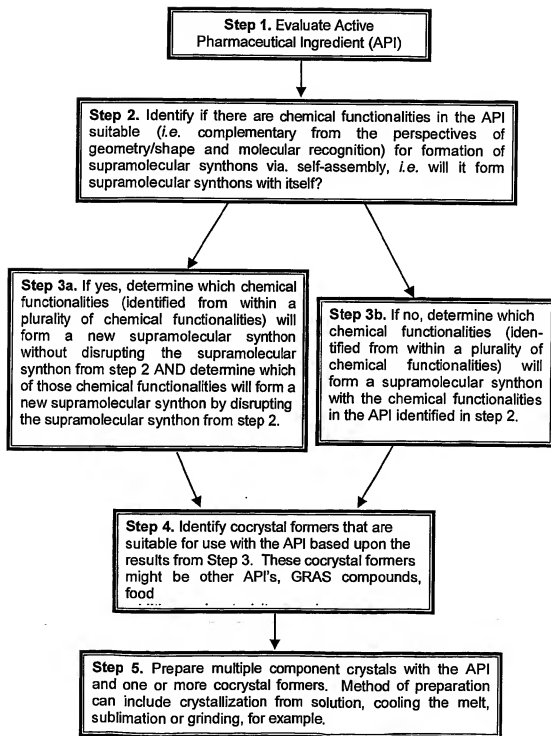 Step 1. Evaluate Active
Pharmaceutical Ingredient (API)
Step 2. Identify if there are chemical functionalities in the API
suitable (i.e. complementary from the perspectives of
geometry/shape and molecular recognition) for formation of
supramolecular synthons via. self-assembly, i.e. will it form
supramolecular synthons with itself?
Step 3a. If yes, determine which chemical
functionalities (identified from within a
plurality of chemical functionalities) will
form a new supramolecular synthon
without disrupting the supramolecular
synthon from step 2 AND determine which
of those chemical functionalities will form a
new supramolecular synthon by disrupting
the supramolecular synthon from step 2.
Step 3b. If no, determine which
chemical functionalities (iden-
tified from within a plurality of
chemical functionalities) will
form a supramolecular synthon
with the chemical functionalities
in the API identified in step 2.
Step 4. Identify cocrystal formers that are
suitable for use with the API based upon the
results from Step 3. These cocrystal formers
might be other API's, GRAS compounds,
food
Step 5. Prepare multiple component crystals with the API
and one or more cocrystal formers. Method of preparation
can include crystallization from solution, cooling the melt,
sublimation or grinding, for example.